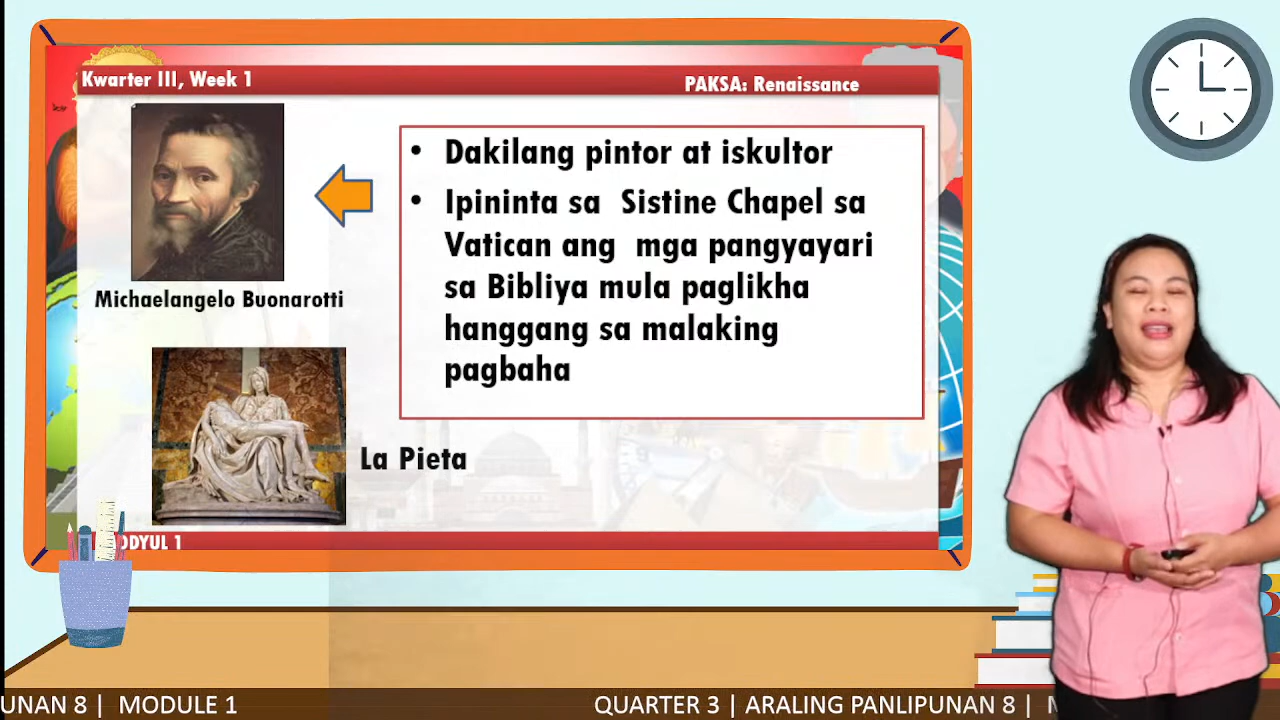 Kwarter III, Week 1
PAKSA: Renaissance
• Dakilang pintor at iskultor
• Ipininta sa Sistine Chapel sa
Vatican ang mga pangyayari
sa Bibliya mula paglikha
hanggang sa malaking
pagbaha
Michaelangelo Buonarotti
La Pieta
ODYUL 1
UNAN 8 | MODULE 1
QUARTER 3 | ARALING PANLIPUNAN 8 |